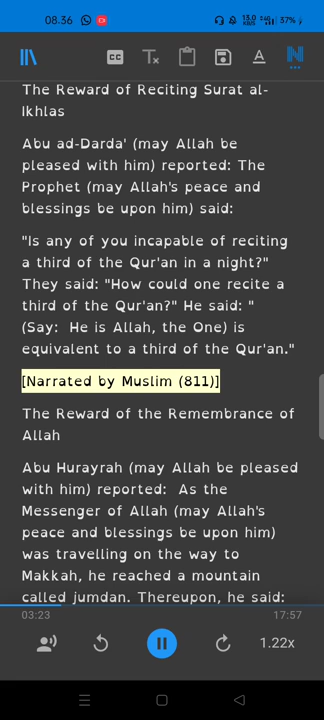 08.36
13.0 KB/S
37%
CC
The Reward of Reciting Surat al-
Ikhlas
Abu ad-Darda' (may Allah be
pleased with him) reported: The
Prophet (may Allah's peace and
blessings be upon him) said:
"Is any of you incapable of reciting
a third of the Qur'an in a night?"
They said: "How could one recite a
third of the Qur'an?" He said: "
(Say:  He is Allah, the One) is
equivalent to a third of the Qur'an."
[Narrated by Muslim (811)]
The Reward of the Remembrance of
Allah
Abu Hurayrah (may Allah be pleased
with him) reported:  As the
Messenger of Allah (may Allah's
peace and blessings be upon him)
was travelling on the way to
Makkah, he reached a mountain
called jumdan. Thereupon, he said:
03:23
17:57
1.22x